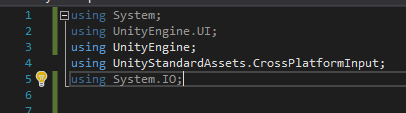 1 using System;
2 using UnityEngine.UI;
3 using UnityEngine;
4 using UnityStandardAssets.CrossPlatformInput;
5 using System.IO;
6
7